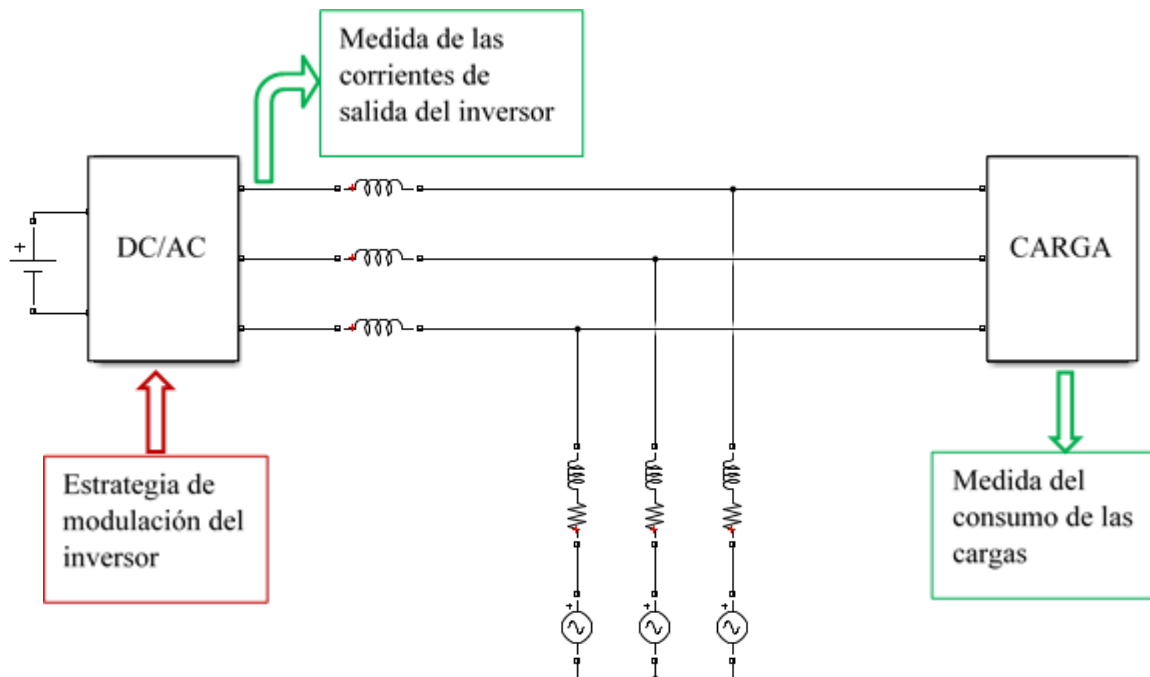 Medida de las
corrientes de
salida del inversor
DC/AC
CARGA
Estrategia de
modulación del
inversor
Medida del
consumo de las
cargas